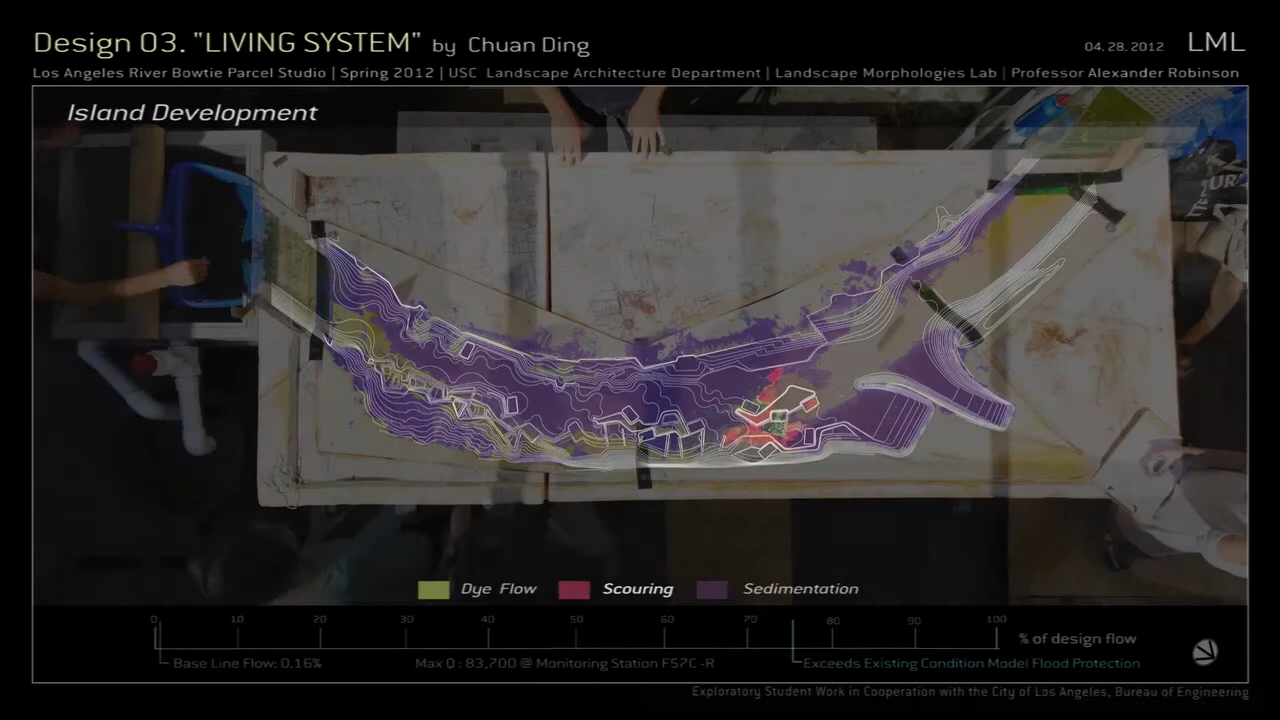 Design 03. "LIVING SYSTEM" by Chuan Ding
04. 28. 2012 LML
Los Angeles River Bowtie Parcel Studio | Spring 2012 | USC Landscape Architecture Department | Landscape Morphologies Lab | Professor Alexander Robinson
Island Development
Dye Flow Scouring Sedimentation
0 10 20 30 40 50 60 70 80 90 100
% of design flow
Base Line Flow: 0.16% Max Q : 83,700 @ Monitoring Station F57C -R Exceeds Existing Condition Model Flood Protection
Exploratory Student Work in Cooperation with the City of Los Angeles, Bureau of Engineering